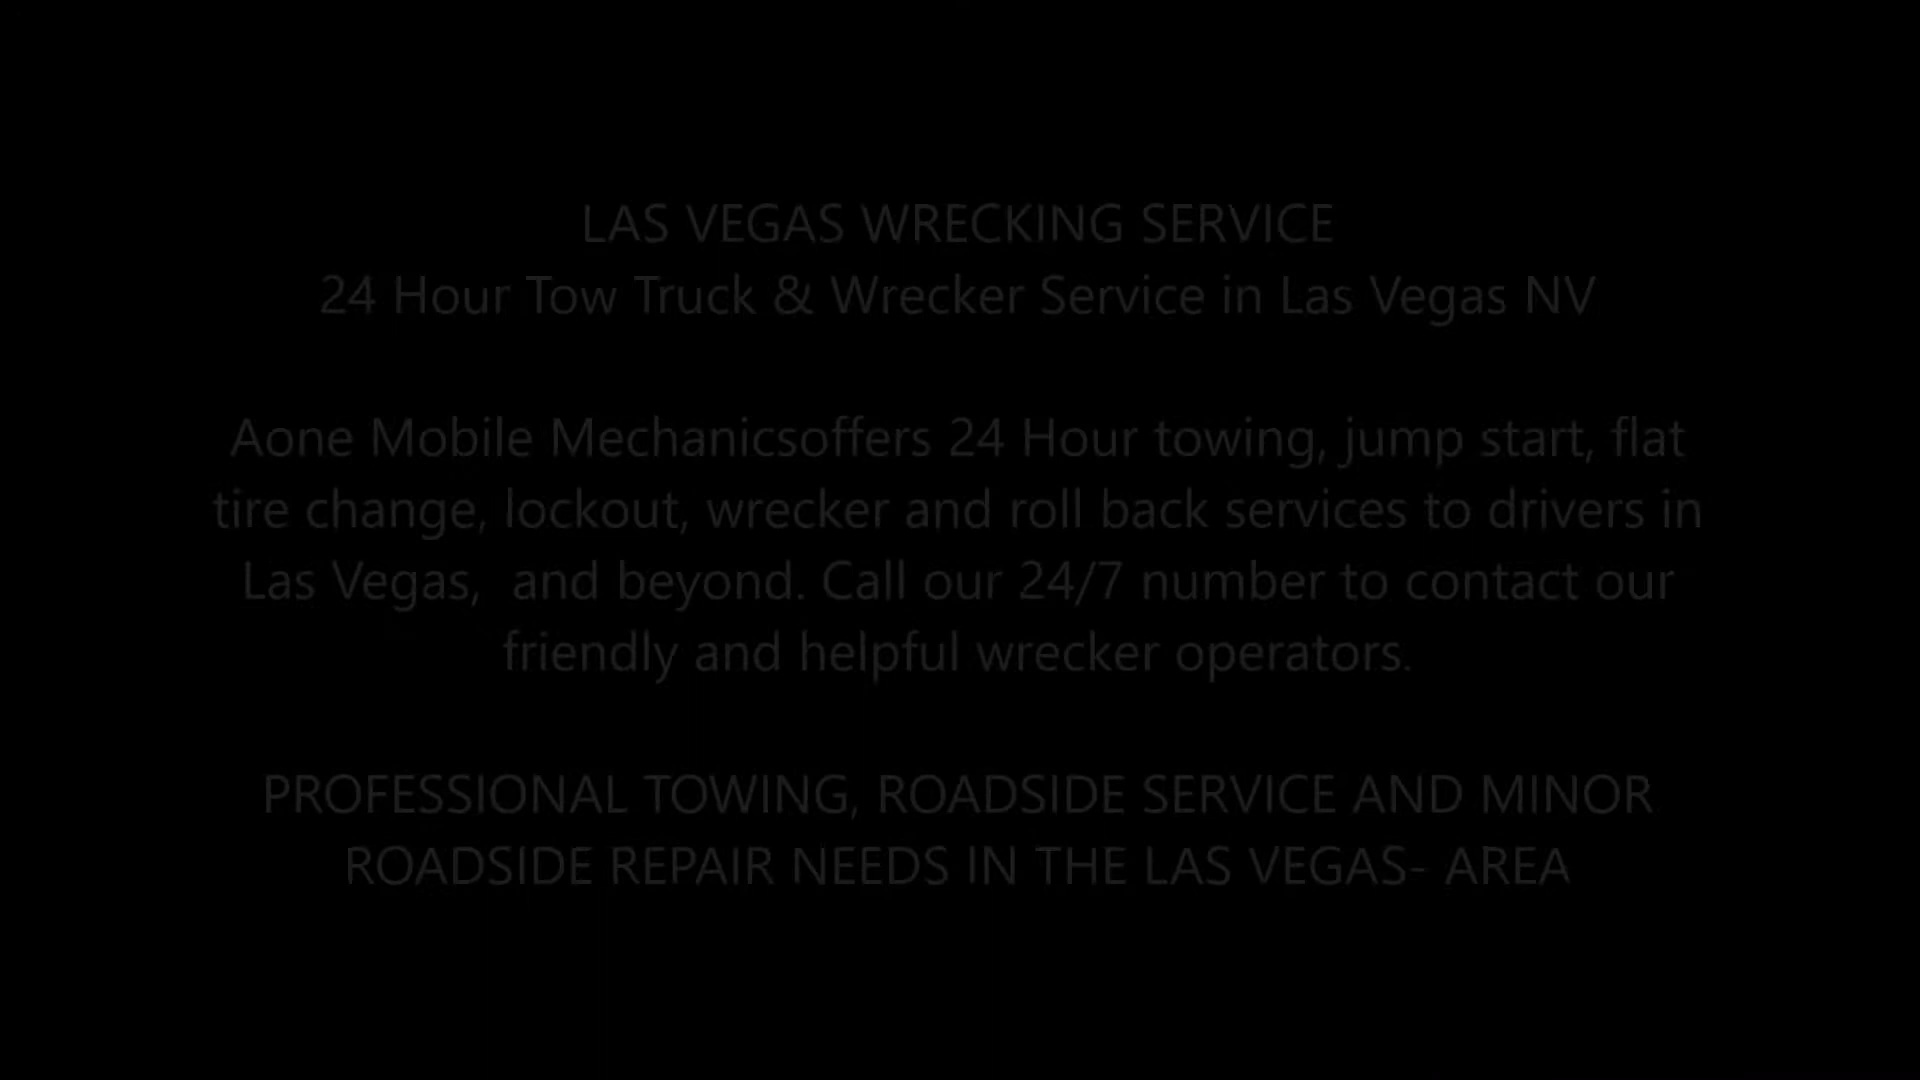 LAS VEGAS WRECKING SERVICE
24 Hour Tow Truck & Wrecker Service in Las Vegas NV
Aone Mobile Mechanicsoffers 24 Hour towing, jump start, flat
tire change, lockout, wrecker and roll back services to drivers in
Las Vegas,  and beyond. Call our 24/7 number to contact our
friendly and helpful wrecker operators.
PROFESSIONAL TOWING, ROADSIDE SERVICE AND MINOR
ROADSIDE REPAIR NEEDS IN THE LAS VEGAS- AREA